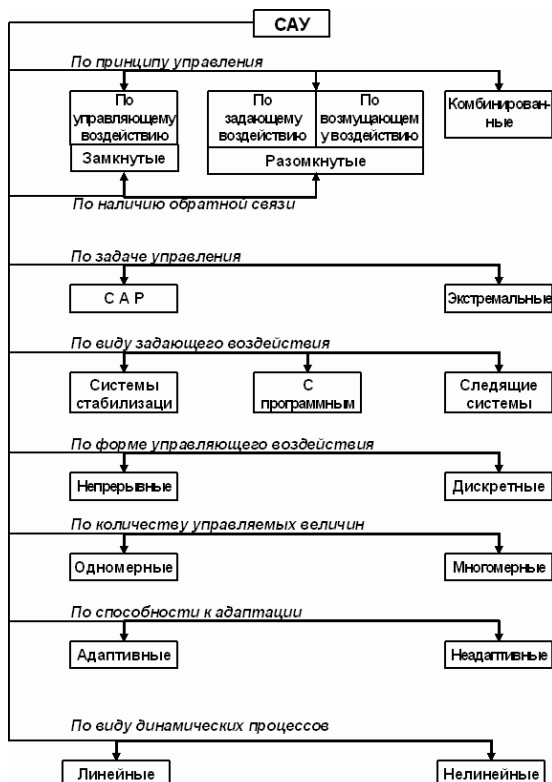 САУ
По принципу управления
По
управляющему
воздействию
По
задающему
воздействию
По
возмущающем
у воздействию
Комбинирован-
ные
Замкнутые
Разомкнутые
По наличию обратной связи
По задаче управления
С А Р
Экстремальные
По виду задающего воздействия
Системы
стабилизаци
С
программным
Следящие
системы
По форме управляющего воздействия
Непрерывные
Дискретные
По количеству управляемых величин
Одномерные
Многомерные
По способности к адаптации
Адаптивные
Неадаптивные
По виду динамических процессов
Линейные
Нелинейные